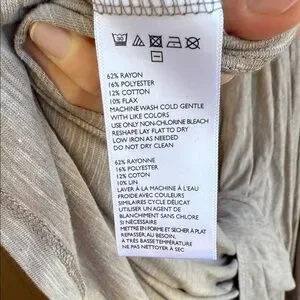 62% RAYON
16% POLYESTER
12% COTTON
10% FLAX
MACHINE WASH COLD GENTLE
WITH LIKE COLORS
USE ONLY NON-CHLORINE BLEACH
RESHAPE LAY FLAT TO DRY
LOW IRON AS NEEDED
DO NOT DRY CLEAN
62% RAYONNE
16% POLYESTER
12% COTON
10% LIN
LAVER À LA MACHINE À L'EAU
FROIDE AVEC COULEURS
SIMILAIRES CYCLE DÉLICAT
UTILISER UN AGENT DE
BLANCHIMENT SANS CHLORE
SI NÉCESSAIRE
METTRE EN FORME ET SÉCHER À PLAT
REPASSER, AU BESOIN,
À TRÈS BASSE TEMPÉRATURE
NE PAS NETTOYER À SEC